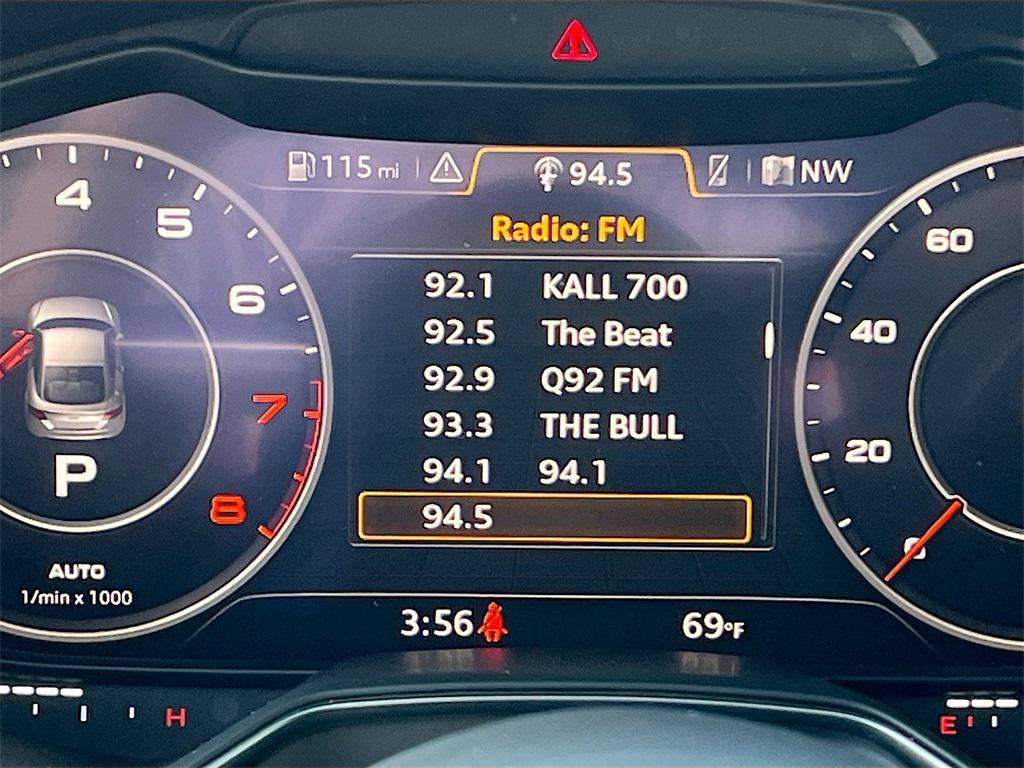 115 mi 94.5 NW
Radio: FM
92.1 KALL 700
92.5 The Beat
92.9 Q92 FM
93.3 THE BULL
94.1 94.1
94.5
4
5
6
7
8
P
AUTO
1/min x 1000
60
40
20
0
3:56 69°F
H
E